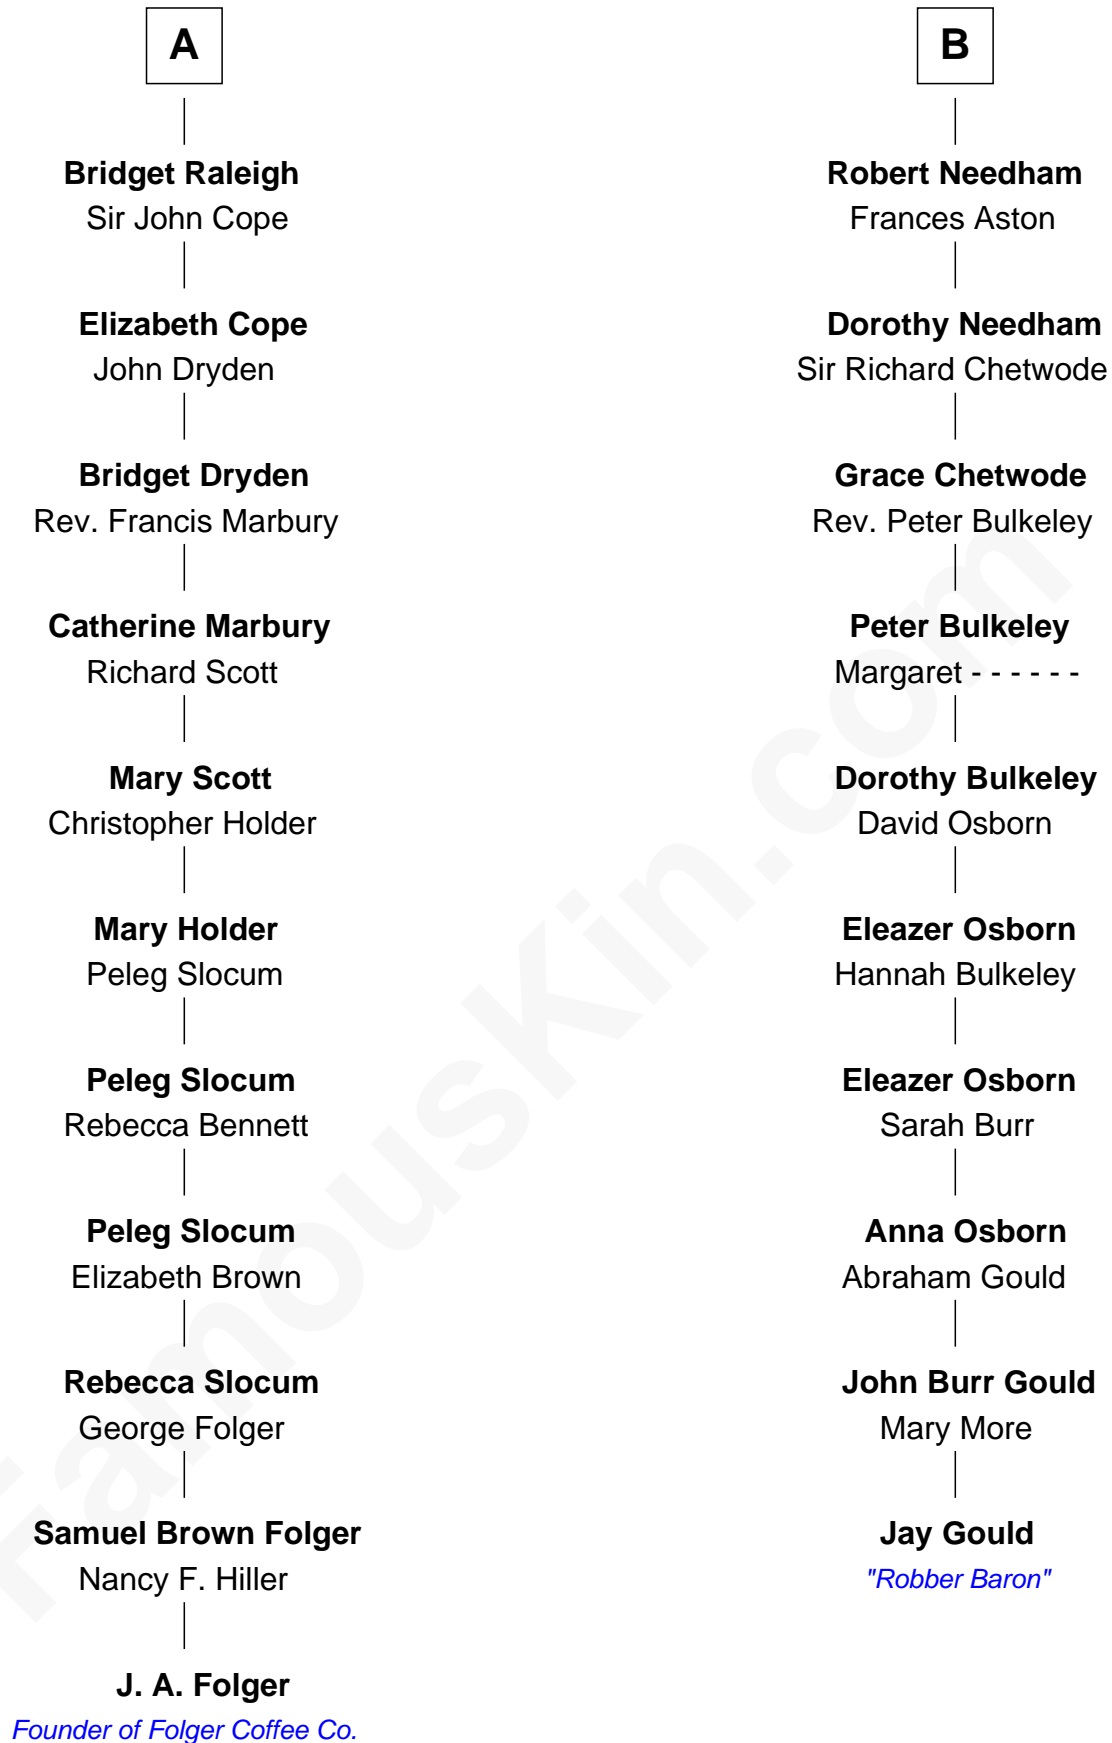 A
Bridget Raleigh
Sir John Cope
Elizabeth Cope
John Dryden
Bridget Dryden
Rev. Francis Marbury
Catherine Marbury
Richard Scott
Mary Scott
Christopher Holder
Mary Holder
Peleg Slocum
Peleg Slocum
Rebecca Bennett
Peleg Slocum
Elizabeth Brown
Rebecca Slocum
George Folger
Samuel Brown Folger
Nancy F. Hiller
J. A. Folger
Founder of Folger Coffee Co.
B
Robert Needham
Frances Aston
Dorothy Needham
Sir Richard Chetwode
Grace Chetwode
Rev. Peter Bulkeley
Peter Bulkeley
Margaret - - - - - -
Dorothy Bulkeley
David Osborn
Eleazer Osborn
Hannah Bulkeley
Eleazer Osborn
Sarah Burr
Anna Osborn
Abraham Gould
John Burr Gould
Mary More
Jay Gould
"Robber Baron"
FamousKin.com